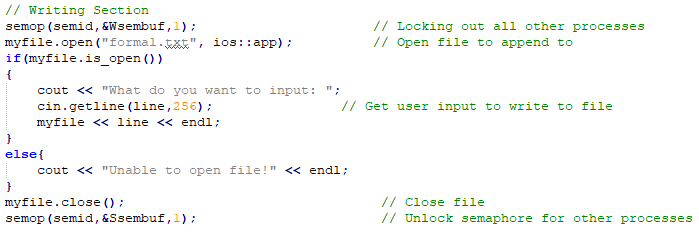 // Writing Section
semop(semid,&Wsembuf,1); // Locking out all other processes
myfile.open("formal.txt", ios::app); // Open file to append to
if(myfile.is_open())
{
cout << "What do you want to input: ";
cin.getline(line,256); // Get user input to write to file
myfile << line << endl;
}
else{
cout << "Unable to open file!" << endl;
}
myfile.close(); // Close file
semop(semid,&Ssembuf,1); // Unlock semaphore for other processes